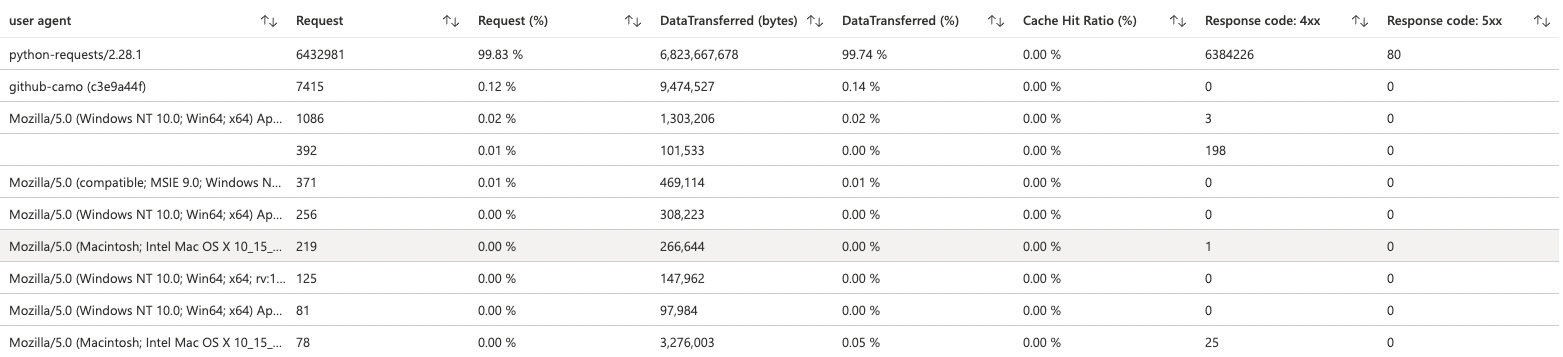 user agent Request Request (%) DataTransferred (bytes) DataTransferred (%) Cache Hit Ratio (%) Response code: 4xx Response code: 5xx
python-requests/2.28.1 6432981 99.83 % 6,823,667,678 99.74 % 0.00 % 6384226 80
github-camo (c3e9a44f) 7415 0.12 % 9,474,527 0.14 % 0.00 % 0 0
Mozilla/5.0 (Windows NT 10.0; Win64; x64) Ap... 1086 0.02 % 1,303,206 0.02 % 0.00 % 3 0
392 0.01 % 101,533 0.00 % 0.00 % 198 0
Mozilla/5.0 (compatible; MSIE 9.0; Windows N... 371 0.01 % 469,114 0.01 % 0.00 % 0 0
Mozilla/5.0 (Windows NT 10.0; Win64; x64) Ap... 256 0.00 % 308,223 0.00 % 0.00 % 0 0
Mozilla/5.0 (Macintosh; Intel Mac OS X 10_15_... 219 0.00 % 266,644 0.00 % 0.00 % 1 0
Mozilla/5.0 (Windows NT 10.0; Win64; x64; rv:1... 125 0.00 % 147,962 0.00 % 0.00 % 0 0
Mozilla/5.0 (Windows NT 10.0; Win64; x64) Ap... 81 0.00 % 97,984 0.00 % 0.00 % 0 0
Mozilla/5.0 (Macintosh; Intel Mac OS X 10_15_... 78 0.00 % 3,276,003 0.05 % 0.00 % 25 0